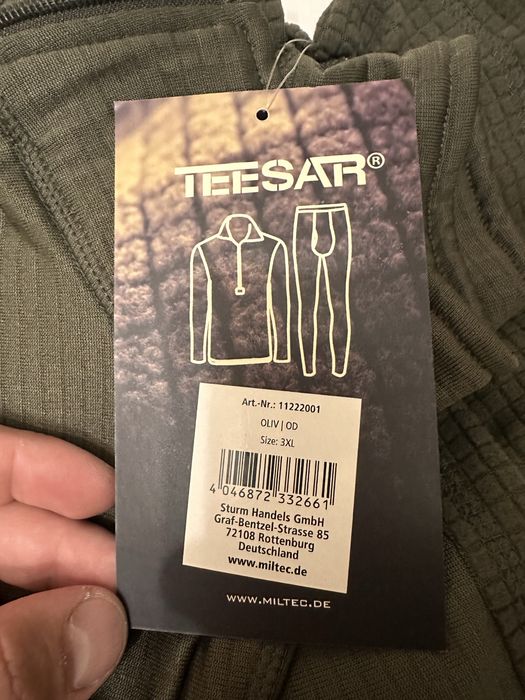 TEESAR®
Art.-Nr.: 11222001
OLIV | OD
Size: 3XL
4 046872 332661
Sturm Handels GmbH
Graf-Bentzel-Strasse 85
72108 Rottenburg
Deutschland
www.miltec.de
WWW.MILTEC.DE